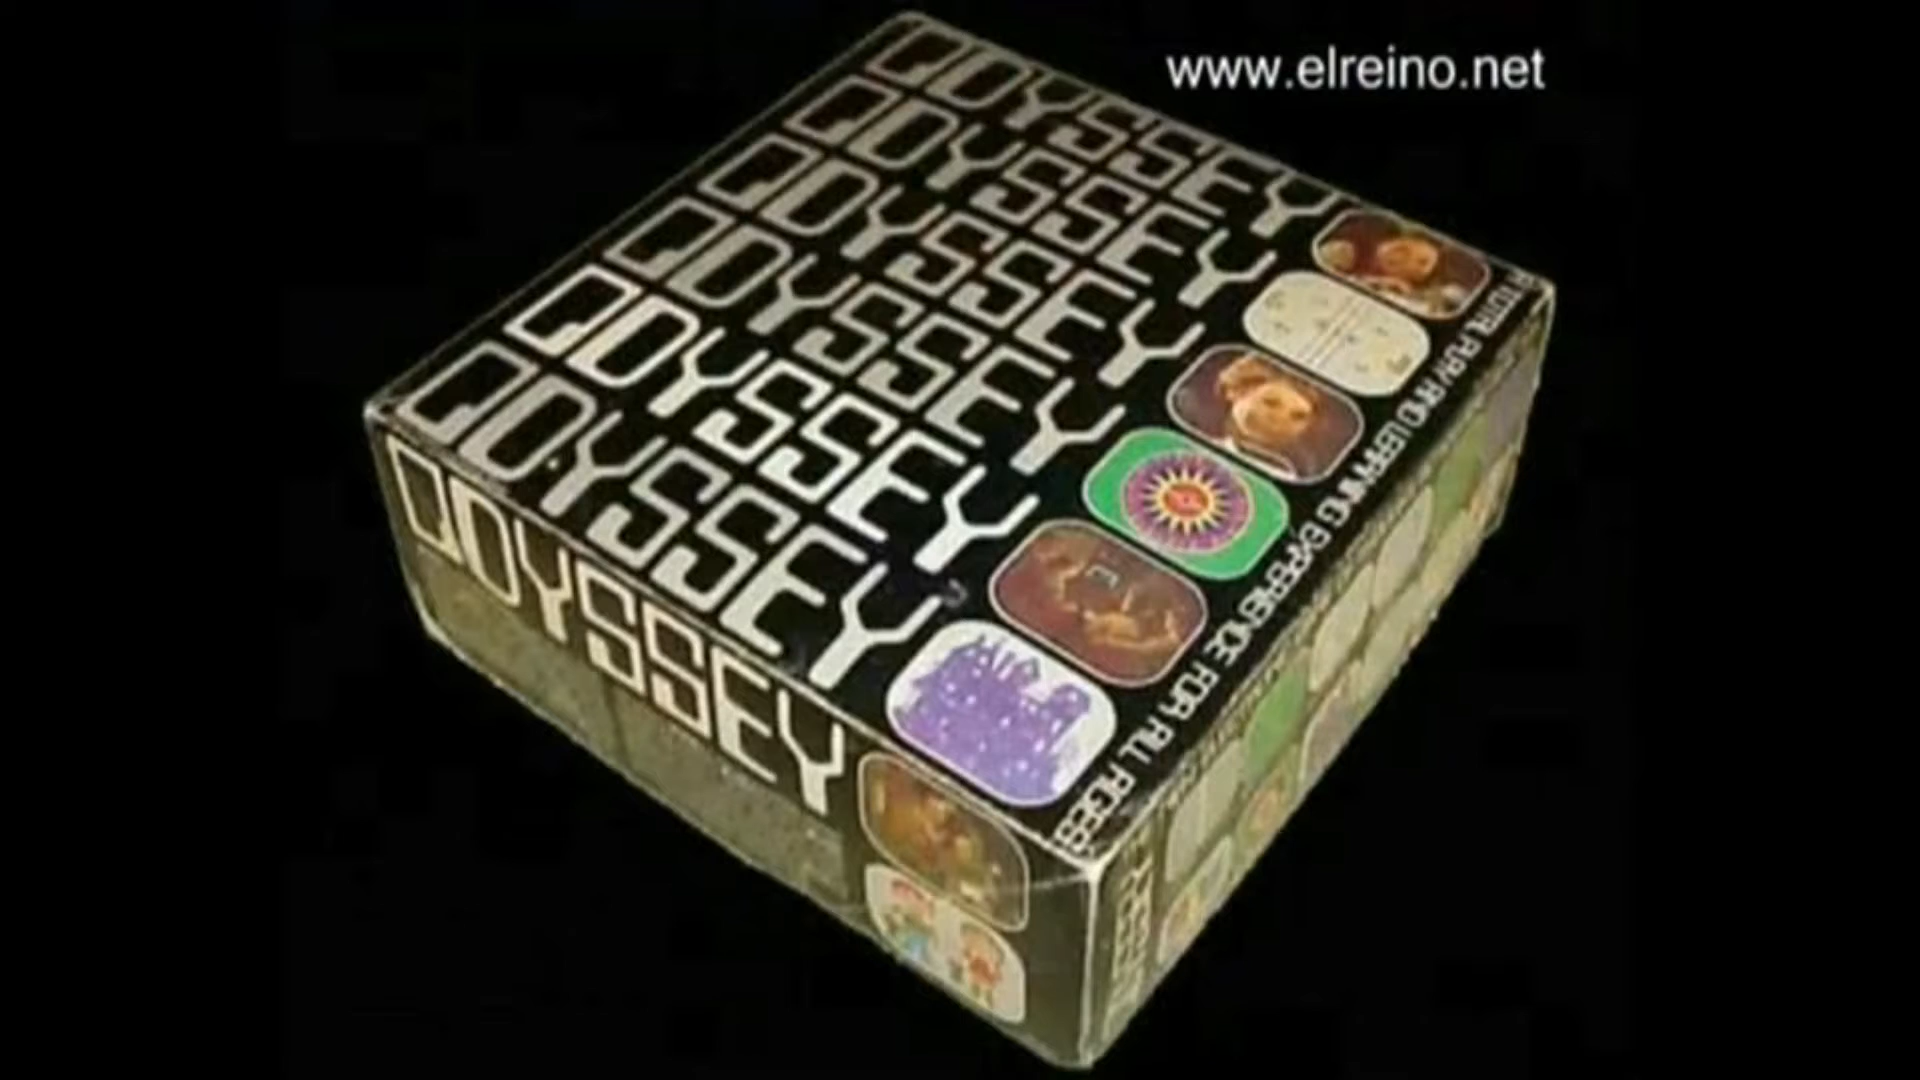 www.elreino.net
ODYSSEY
ODYSSEY
ODYSSEY
ODYSSEY
ODYSSEY
ODYSSEY
A TOTAL PLAY AND LEARNING EXPERIENCE FOR ALL AGES!
ODYSSEY